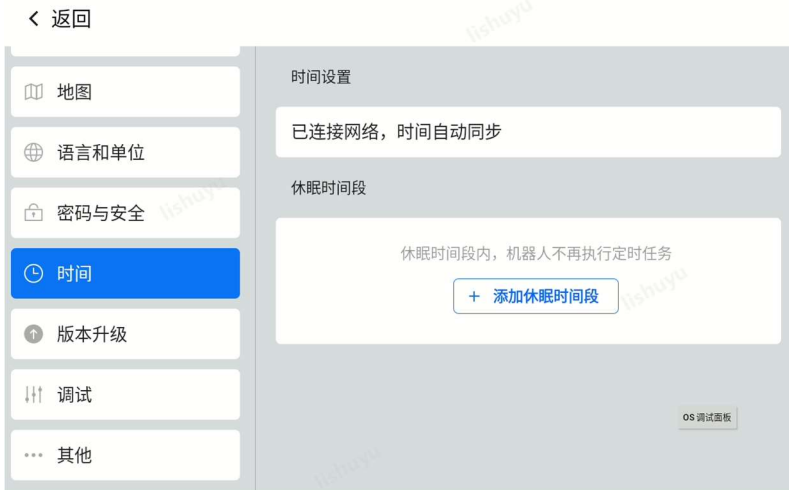 返回
lishuyu
地图
语言和单位
密码与安全
lishuyu
时间
版本升级
调试
其他
时间设置
已连接网络，时间自动同步
休眠时间段
休眠时间段内，机器人不再执行定时任务
+ 添加休眠时间段
lishuyu
OS 调试面板
lishuyu